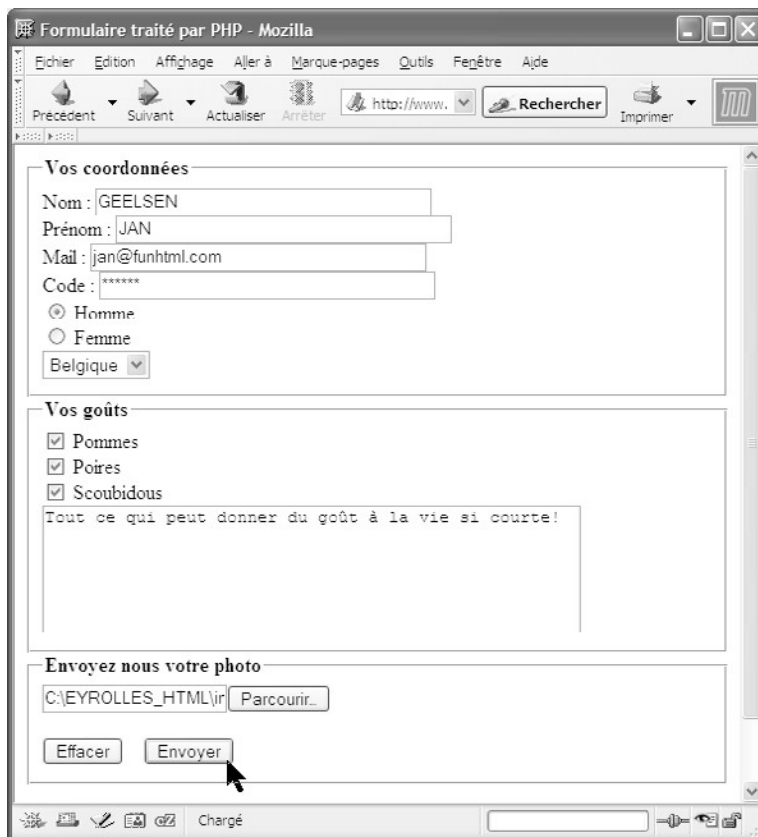 Formulaire traité par PHP - Mozilla
Fichier Edition Affichage Aller à Marque-pages Outils Fenêtre Aide
Précédent Suivant Actualiser Arrêter http://www. Rechercher Imprimer
Vos coordonnées
Nom : GEELSEN
Prénom : JAN
Mail : jan@funhtml.com
Code : ******
Homme
Femme
Belgique
Vos goûts
Pommes
Poires
Scoubidous
Tout ce qui peut donner du goût à la vie si courte!
Envoyez nous votre photo
C:\EYROLLES_HTML\ir Parcourir...
Effacer Envoyer
Chargé